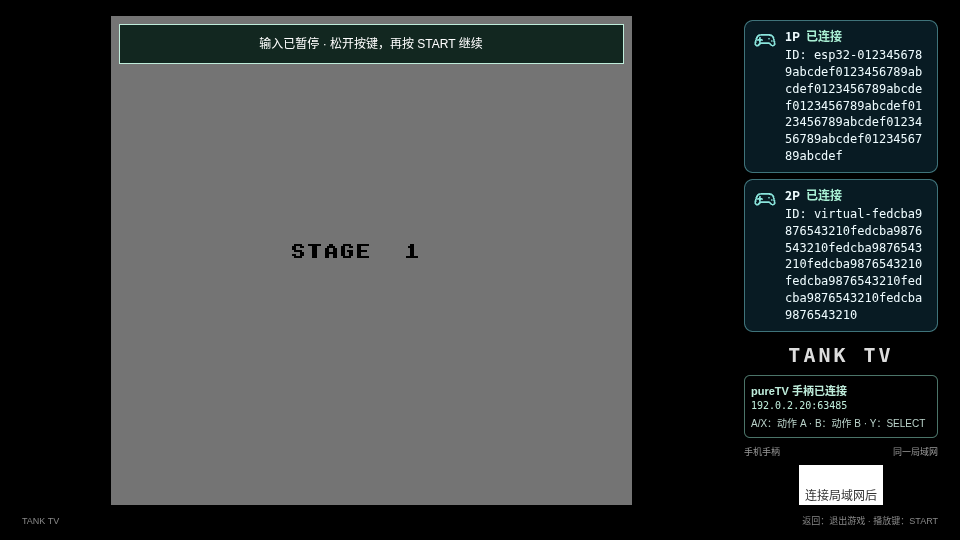 输入已暂停 · 松开按键，再按 START 继续
STAGE 1
1P 已连接
ID: esp32-012345678
9abcdef0123456789ab
cdef0123456789abcde
f0123456789abcdef01
23456789abcdef01234
56789abcdef01234567
89abcdef
2P 已连接
ID: virtual-fedcba9
876543210fedcba9876
543210fedcba9876543
210fedcba9876543210
fedcba9876543210fed
cba9876543210fedcba
9876543210
TANK TV
pureTV 手柄已连接
192.0.2.20:63485
A/X：动作 A · B：动作 B · Y：SELECT
手机手柄 同一局域网
连接局域网后
TANK TV
返回：退出游戏 · 播放键：START